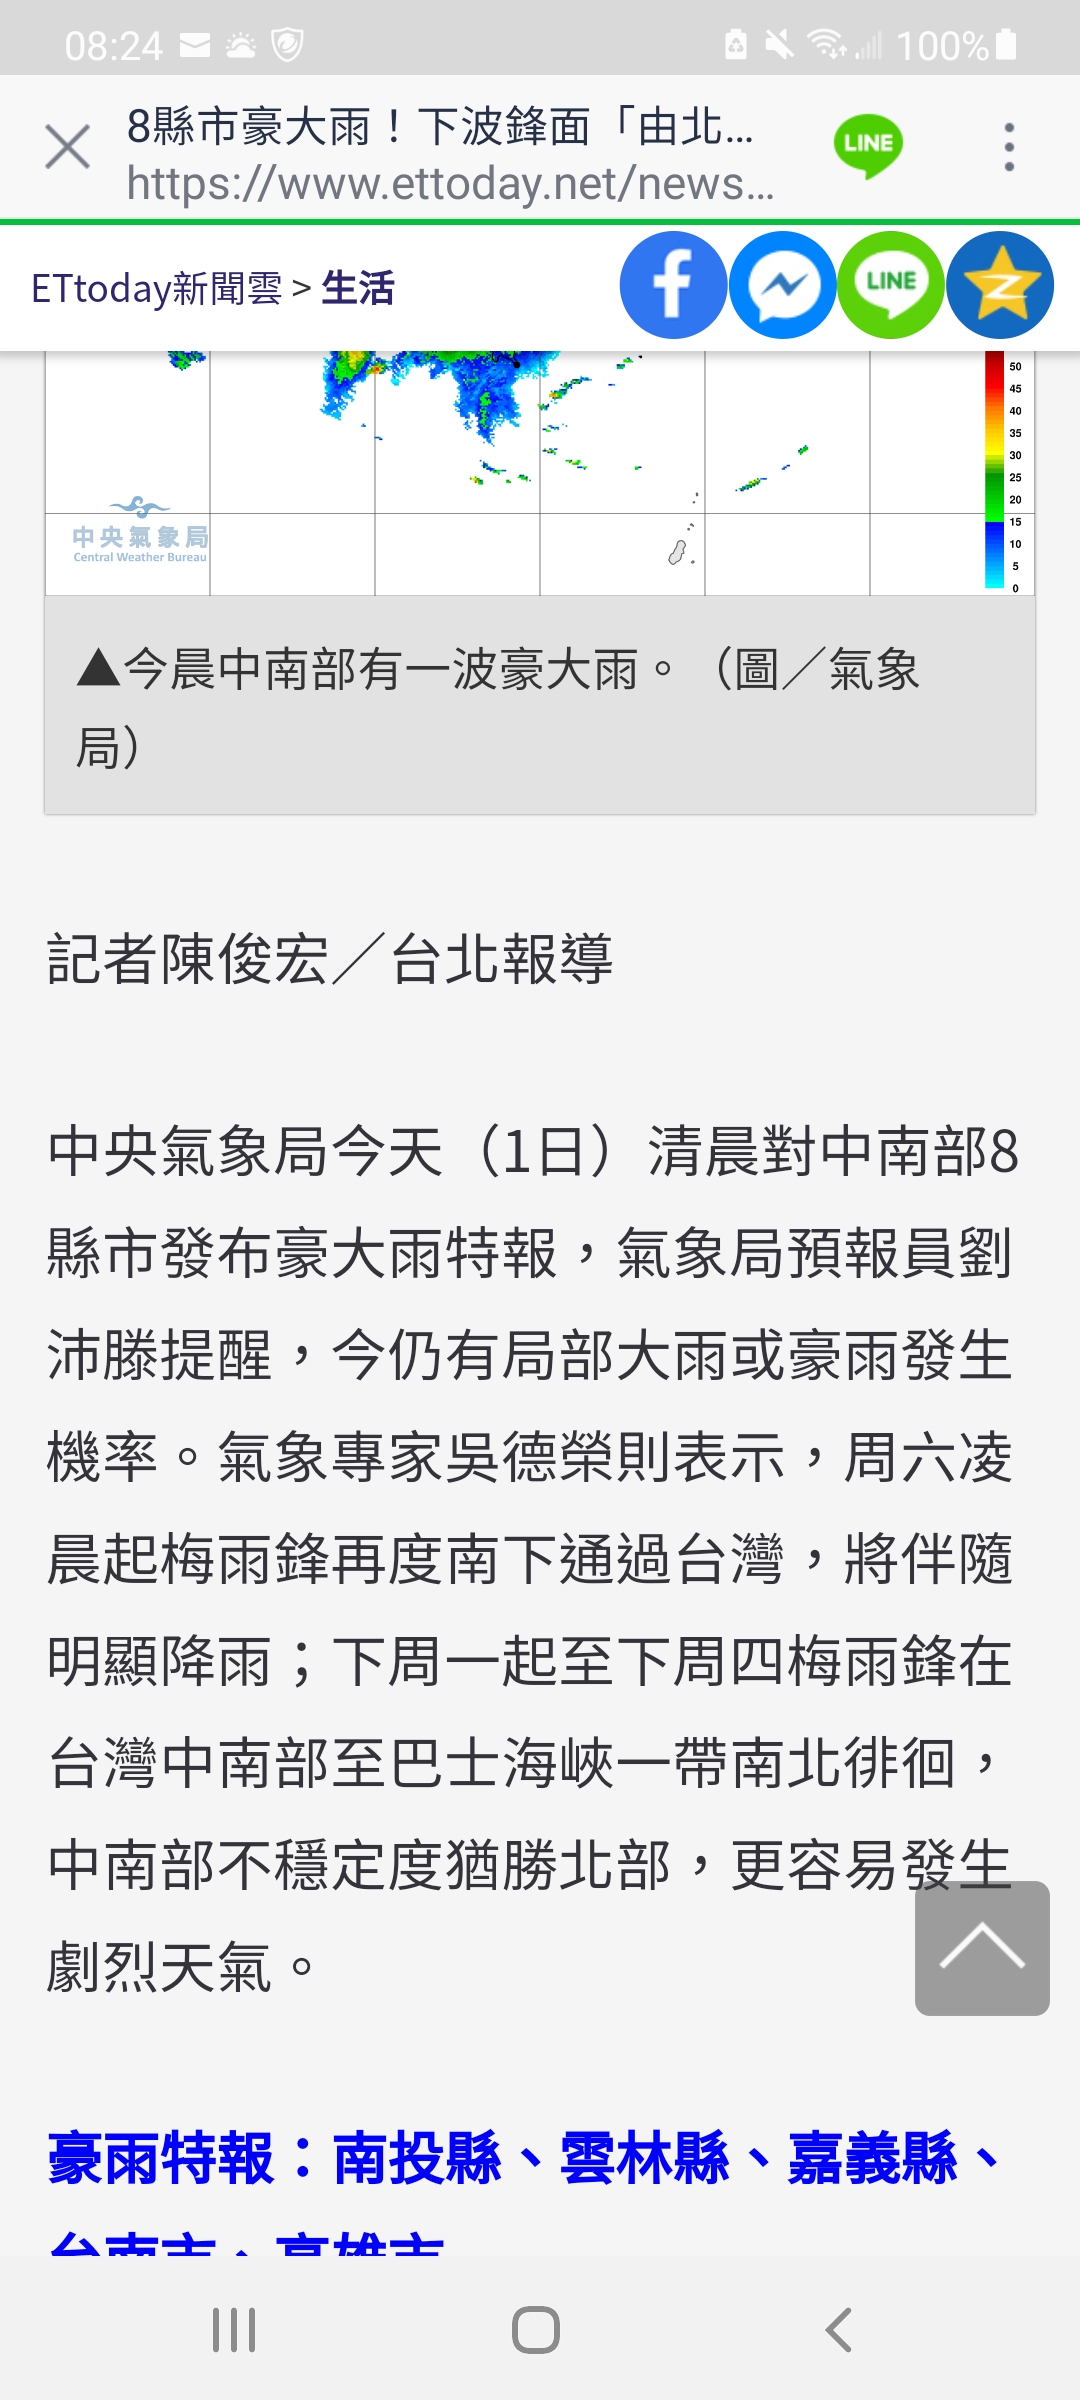 08:24
100%
8縣市豪大雨！下波鋒面「由北...
https://www.ettoday.net/news...
LINE
ETtoday新聞雲 > 生活
LINE
50
45
40
35
30
25
20
15
10
5
0
中央氣象局
Central Weather Bureau
▲今晨中南部有一波豪大雨。（圖／氣象
局）
記者陳俊宏／台北報導
中央氣象局今天（1日）清晨對中南部8
縣市發布豪大雨特報，氣象局預報員劉
沛滕提醒，今仍有局部大雨或豪雨發生
機率。氣象專家吳德榮則表示，周六凌
晨起梅雨鋒再度南下通過台灣，將伴隨
明顯降雨；下周一起至下周四梅雨鋒在
台灣中南部至巴士海峽一帶南北徘徊，
中南部不穩定度猶勝北部，更容易發生
劇烈天氣。
豪雨特報：南投縣、雲林縣、嘉義縣、
台南市、高雄市